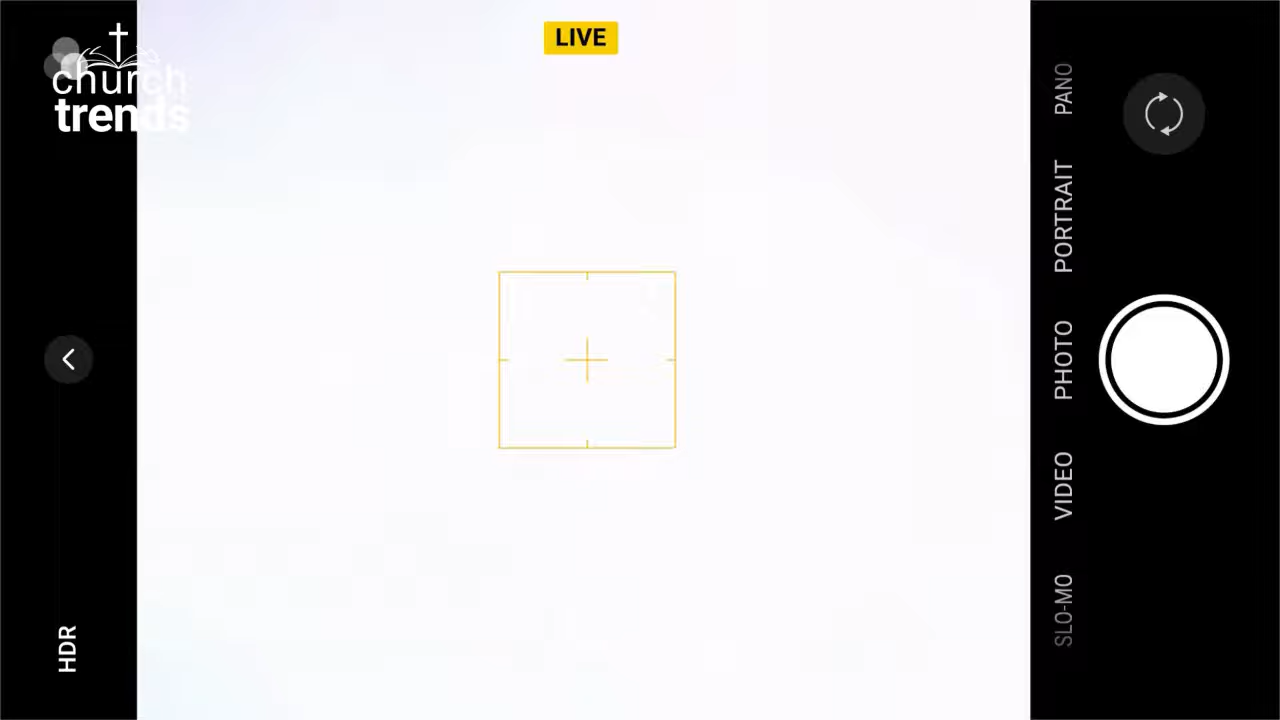 LIVE
church
trends
PANO
PORTRAIT
PHOTO
VIDEO
SLO-MO
HDR